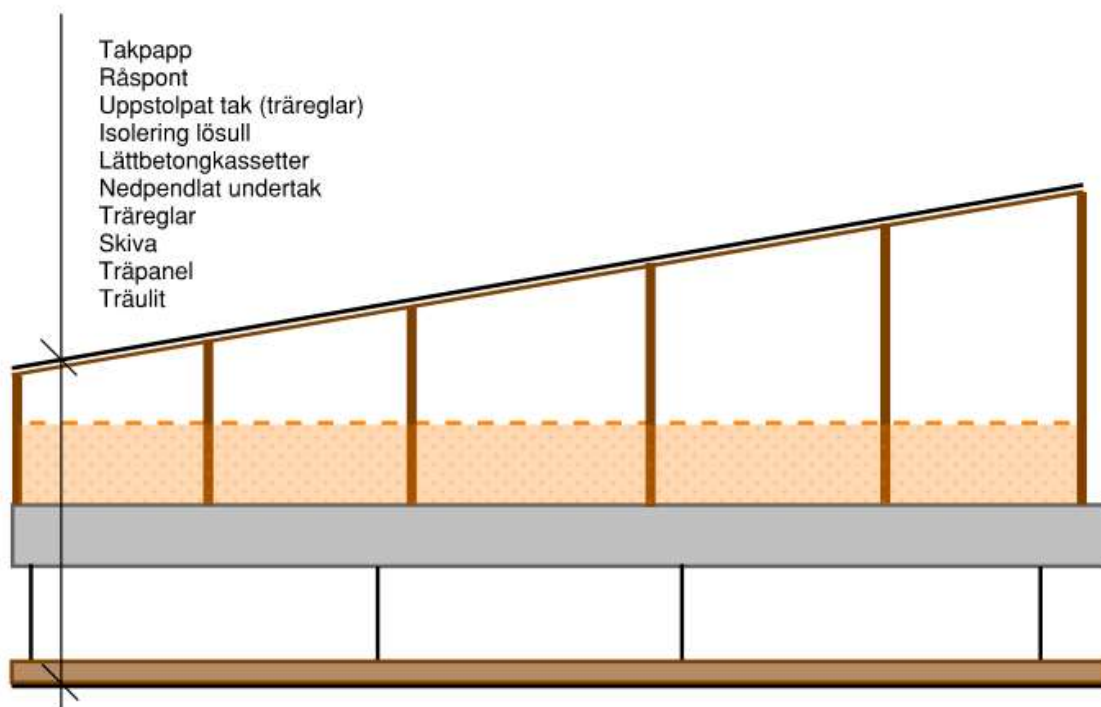 Takpapp
Råspont
Uppstolpat tak (träreglar)
Isolering lösull
Lättbetongkassetter
Nedpendlat undertak
Träreglar
Skiva
Träpanel
Träulit